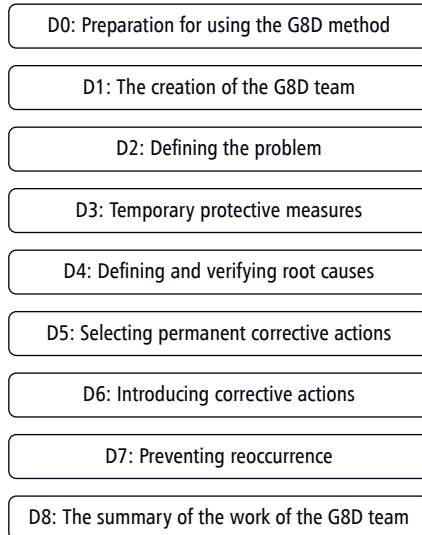 D0: Preparation for using the G8D method
D1: The creation of the G8D team
D2: Defining the problem
D3: Temporary protective measures
D4: Defining and verifying root causes
D5: Selecting permanent corrective actions
D6: Introducing corrective actions
D7: Preventing reoccurrence
D8: The summary of the work of the G8D team